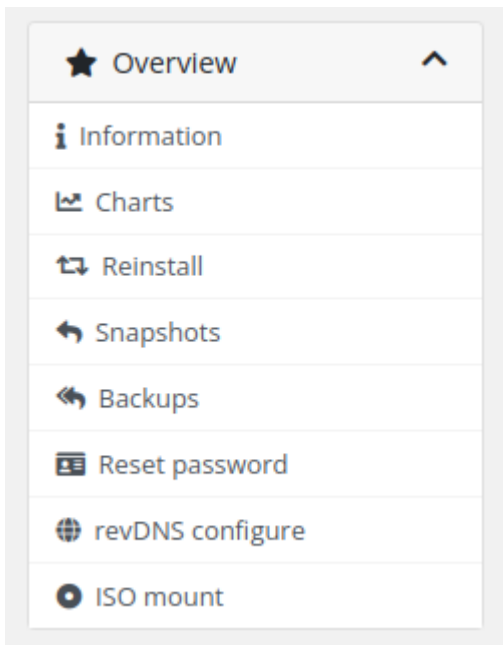 Overview
Information
Charts
Reinstall
Snapshots
Backups
Reset password
revDNS configure
ISO mount